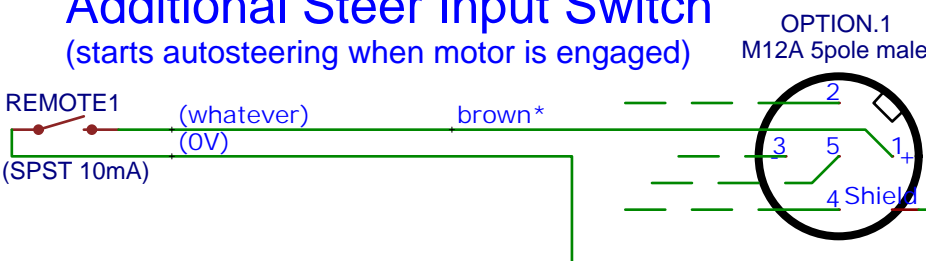 Additional Steer Input Switch
(starts autosteering when motor is engaged)
OPTION.1
M12A 5pole male
REMOTE1
(whatever)
brown*
2
(0V)
3
5
1
-
+
(SPST 10mA)
4 Shield